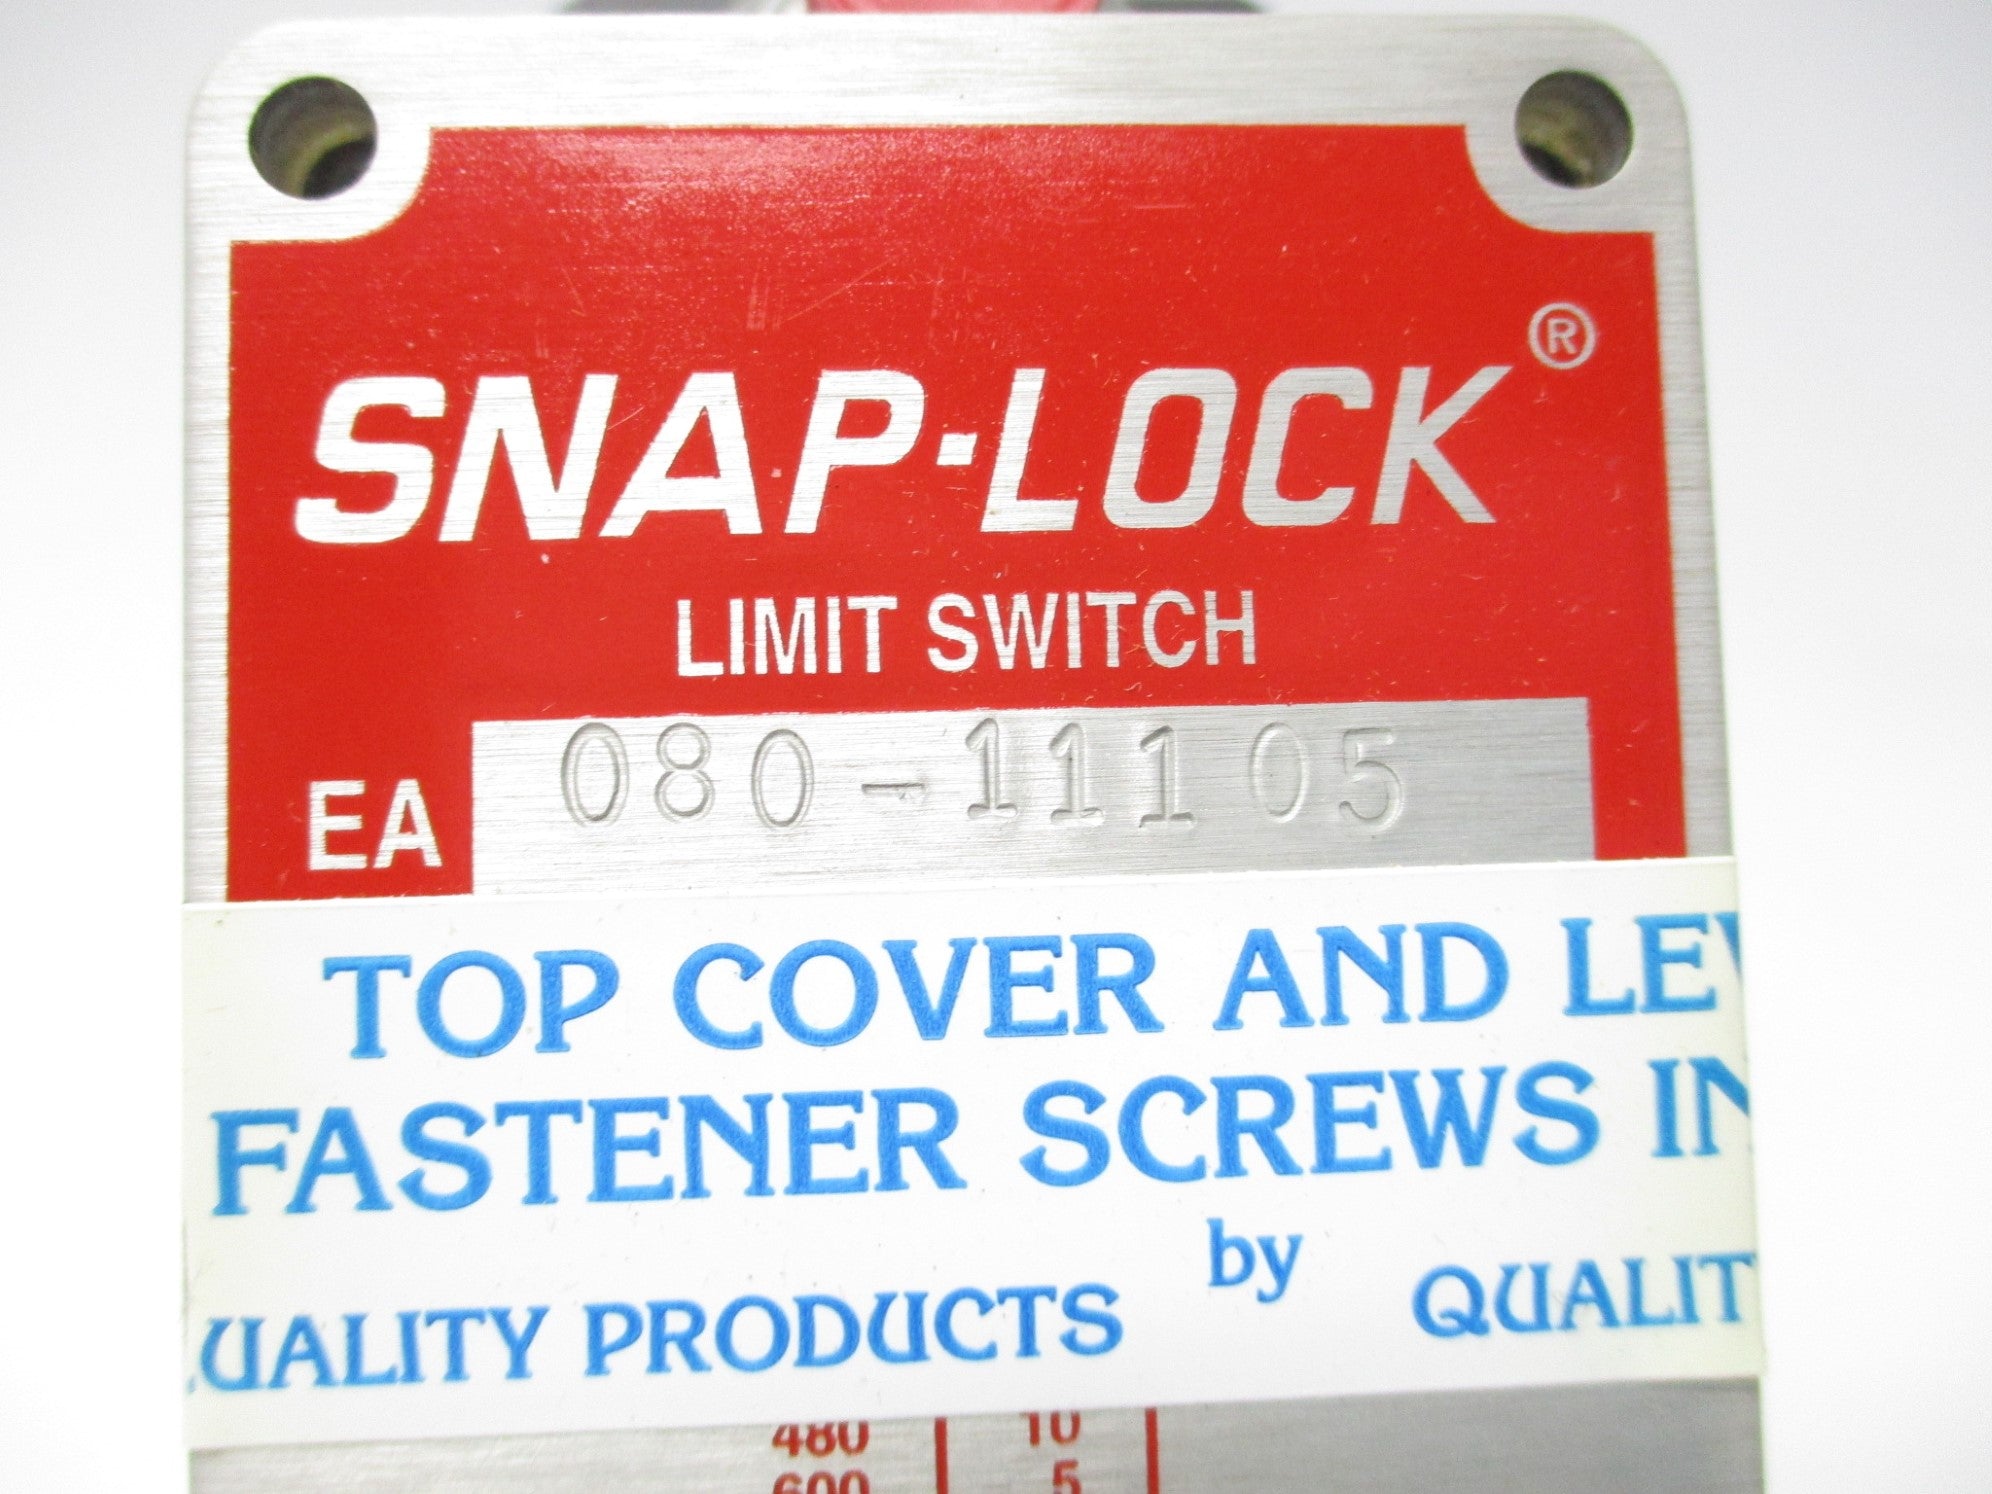 SNAP-LOCK®
LIMIT SWITCH
EA 080-11105
TOP COVER AND LEV
FASTENER SCREWS IN
by
UALITY PRODUCTS QUALIT
480 10
600 5